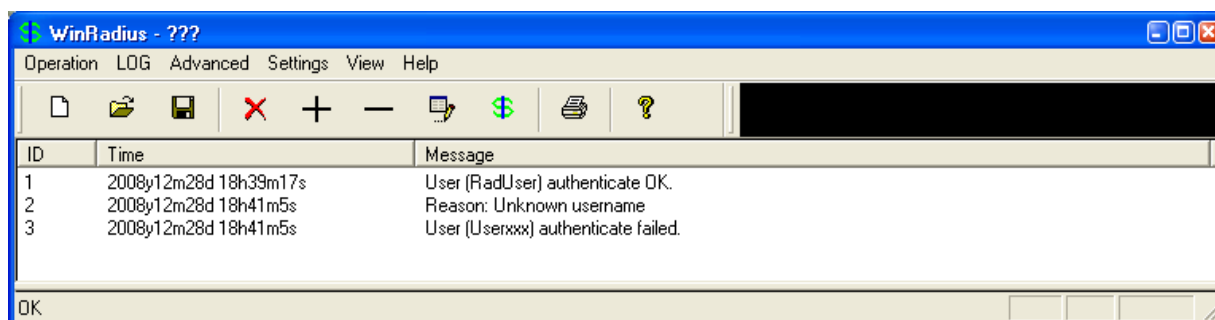 WinRadius - ???
Operation LOG Advanced Settings View Help
ID Time Message
1 2008y12m28d 18h39m17s User (RadUser) authenticate OK.
2 2008y12m28d 18h41m5s Reason: Unknown username
3 2008y12m28d 18h41m5s User (Userxxx) authenticate failed.
OK